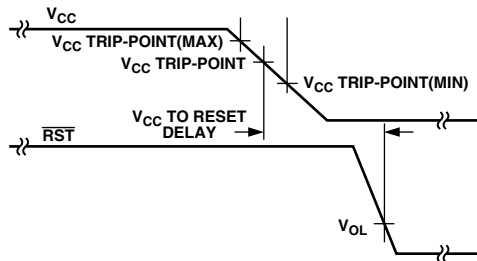 VCC
VCC TRIP-POINT(MAX)
VCC TRIP-POINT
VCC TRIP-POINT(MIN)
VCC TO RESET
DELAY
RST
VOL